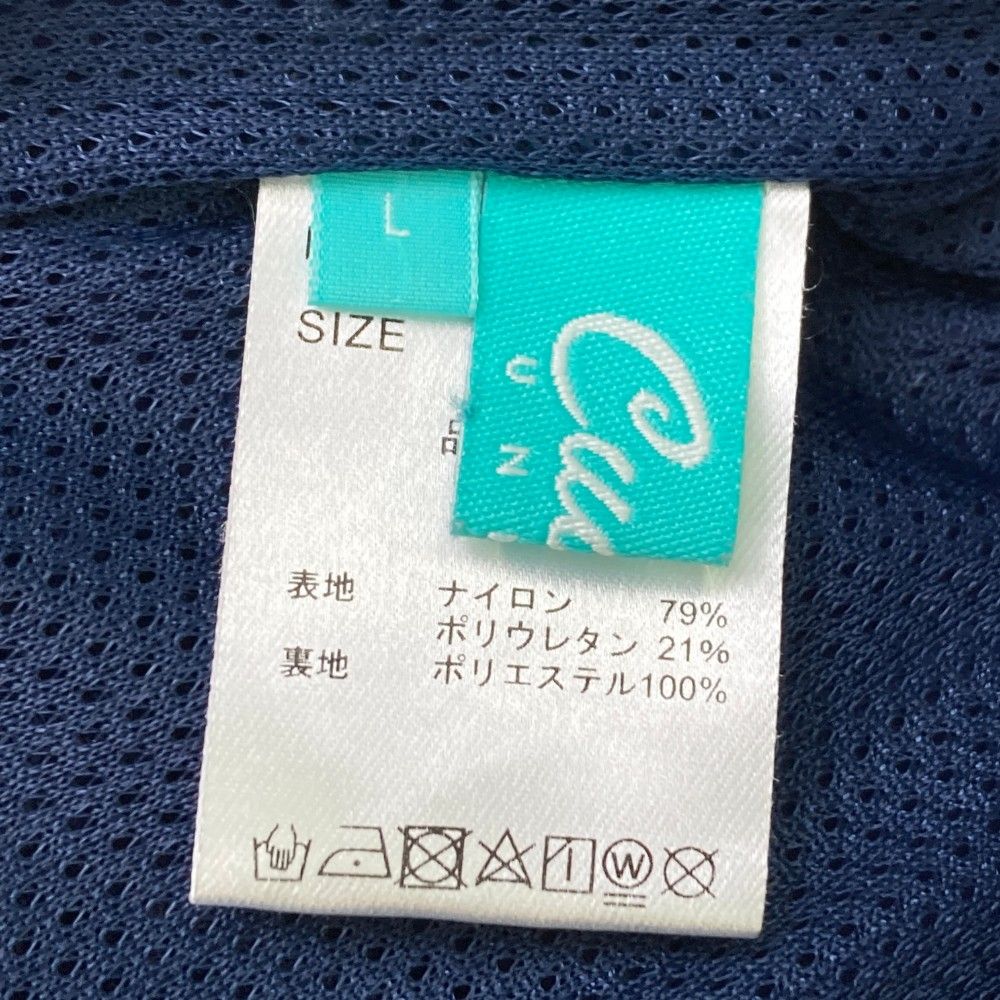 L
SIZE
U
N
品
表地 ナイロン 79%
ポリウレタン 21%
裏地 ポリエステル100%
W